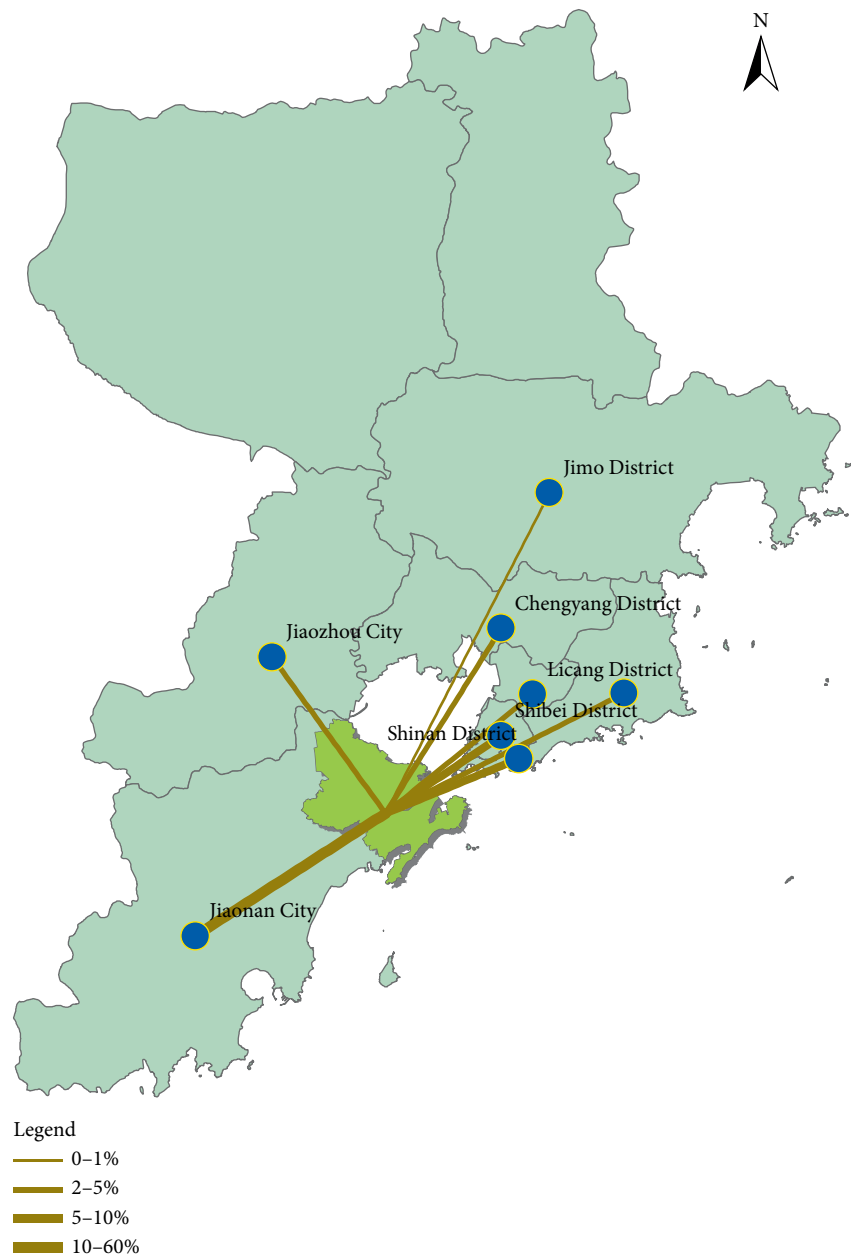 N
Jimo District
Chengyang District
Jiaozhou City
Licang District
Shibei District
Shinan District
Jiaonan City
Legend
0–1%
2–5%
5–10%
10–60%